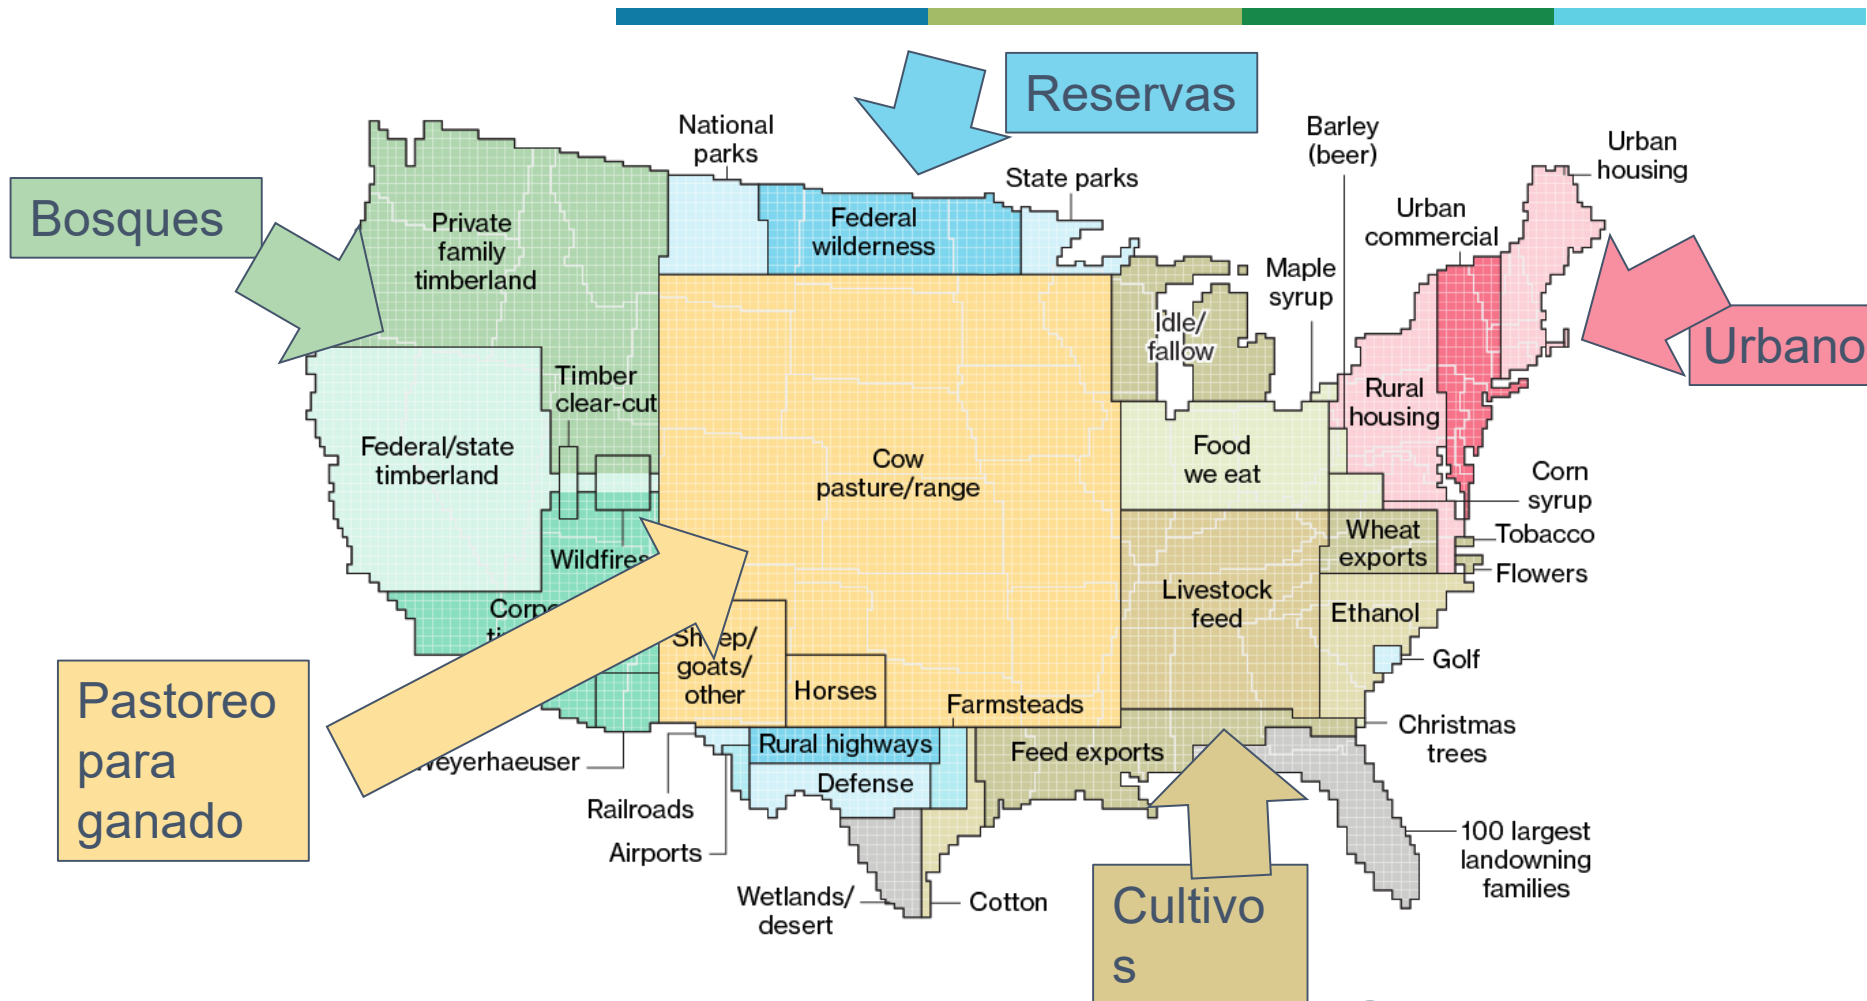 Reservas
Bosques
National
parks
State parks
Barley
(beer)
Urban
housing
Urban
commercial
Private
family
timberland
Federal
wilderness
Maple
syrup
Idle/
fallow
Urbano
Timber
clear-cut
Rural
housing
Federal/state
timberland
Cow
pasture/range
Food
we eat
Corn
syrup
Wheat
exports
Tobacco
Flowers
Wildfires
Livestock
feed
Ethanol
Golf
Pastoreo
para
ganado
goats/
other
Horses
Farmsteads
Christmas
trees
Rural highways
Feed exports
Defense
Railroads
Airports
100 largest
landowning
families
Wetlands/
desert
Cotton
Cultivo
s